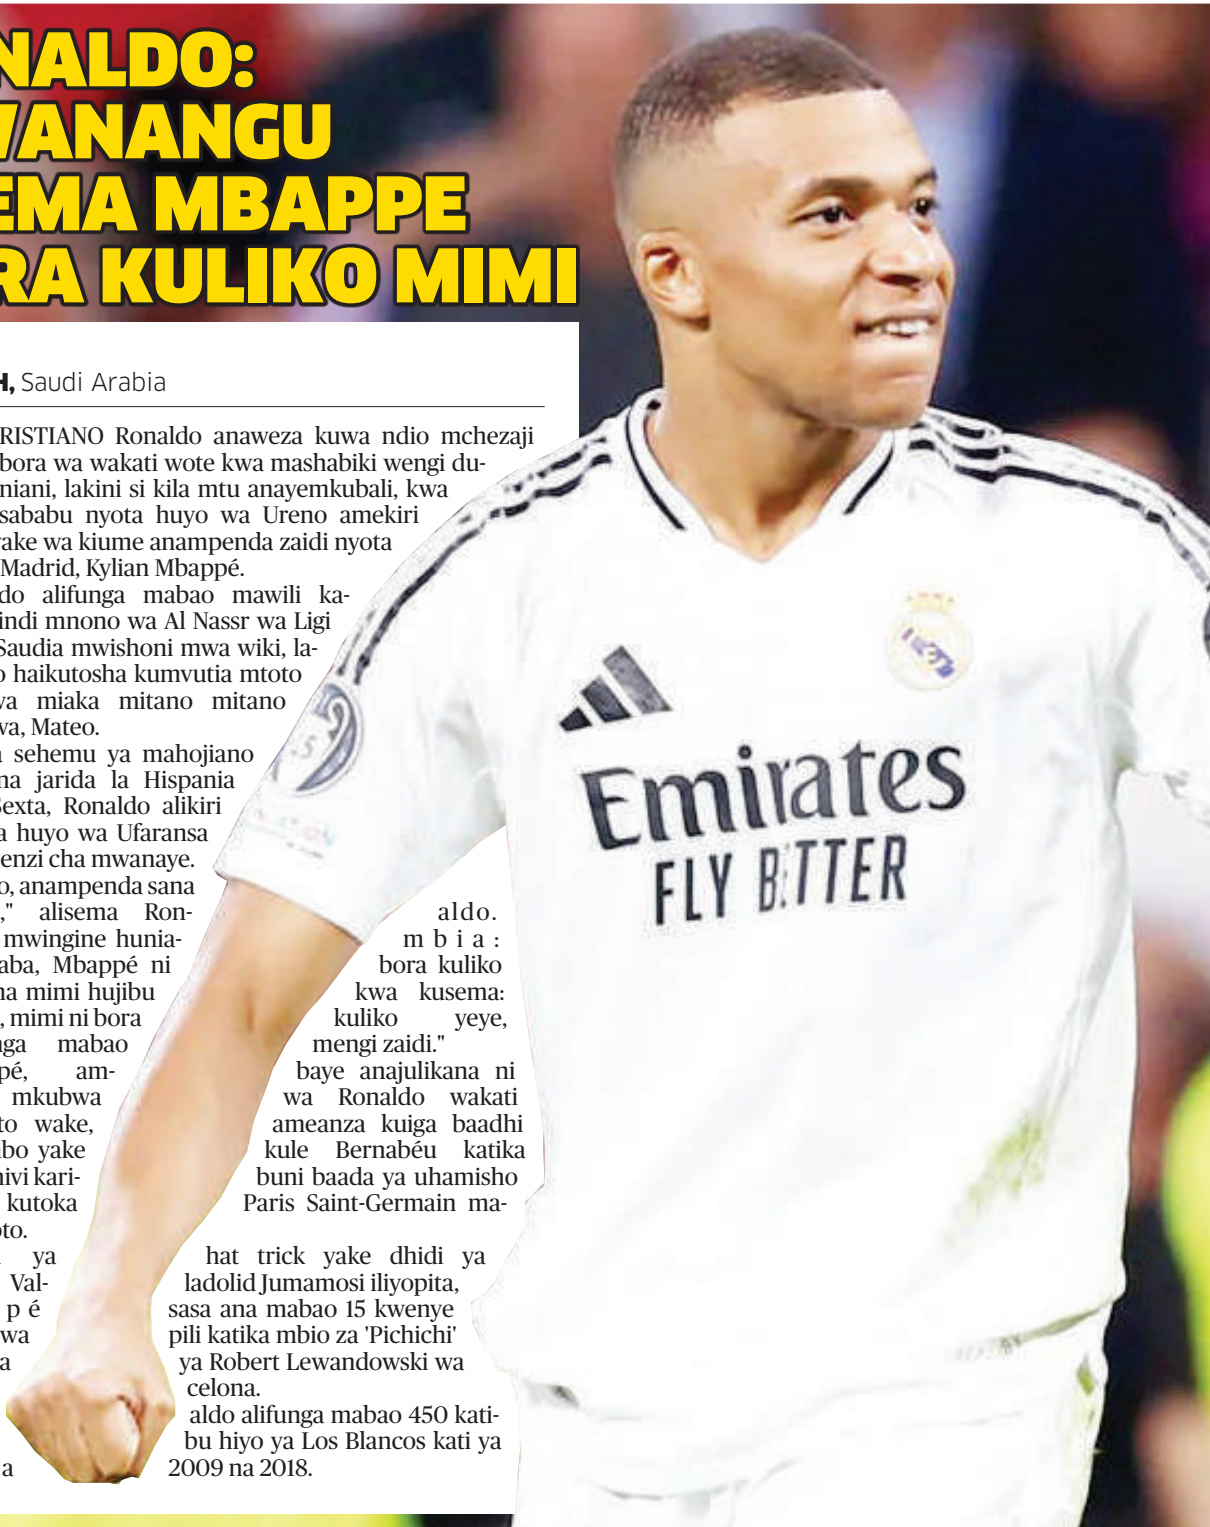 NALDO:
WANANGU
EMA MBAPPE
RA KULIKO MIMI
H, Saudi Arabia
RISTIANO Ronaldo anaweza kuwa ndio mchezaji
bora wa wakati wote kwa mashabiki wengi du-
niani, lakini si kila mtu anayemkubali, kwa
sababu nyota huyo wa Ureno amekiri
ake wa kiume anampenda zaidi nyota
Madrid, Kylian Mbappé.
do alifunga mabao mawili ka-
indi mnono wa Al Nassr wa Ligi
Saudia mwishoni mwa wiki, la-
o haikutosha kumvutia mtoto
wa miaka mitano mitano
wa, Mateo.
a sehemu ya mahojiano
na jarida la Hispania
Sexta, Ronaldo alikiri
a huyo wa Ufaransa
enzi cha mwanaye.
o, anampenda sana
," alisema Ron-
aldo.
mwingine hunia-
mbia:
aba, Mbappé ni
bora kuliko
na mimi hujibu
kwa kusema:
, mimi ni bora
kuliko yeye,
nga mabao
mengi zaidi."
pé, am-
baye anajulikana ni
mkubwa
wa Ronaldo wakati
to wake,
ameanza kuiga baadhi
bo yake
kule Bernabéu katika
hivi kari-
buni baada ya uhamisho
kutoka
Paris Saint-Germain ma-
oto.
ya
hat trick yake dhidi ya
Val-
ladolid Jumamosi iliyopita,
pé
sasa ana mabao 15 kwenye
wa
pili katika mbio za 'Pichichi'
a
ya Robert Lewandowski wa
celona.
aldo alifunga mabao 450 kati-
bu hiyo ya Los Blancos kati ya
a
2009 na 2018.
15
Emirates
FLY BETTER